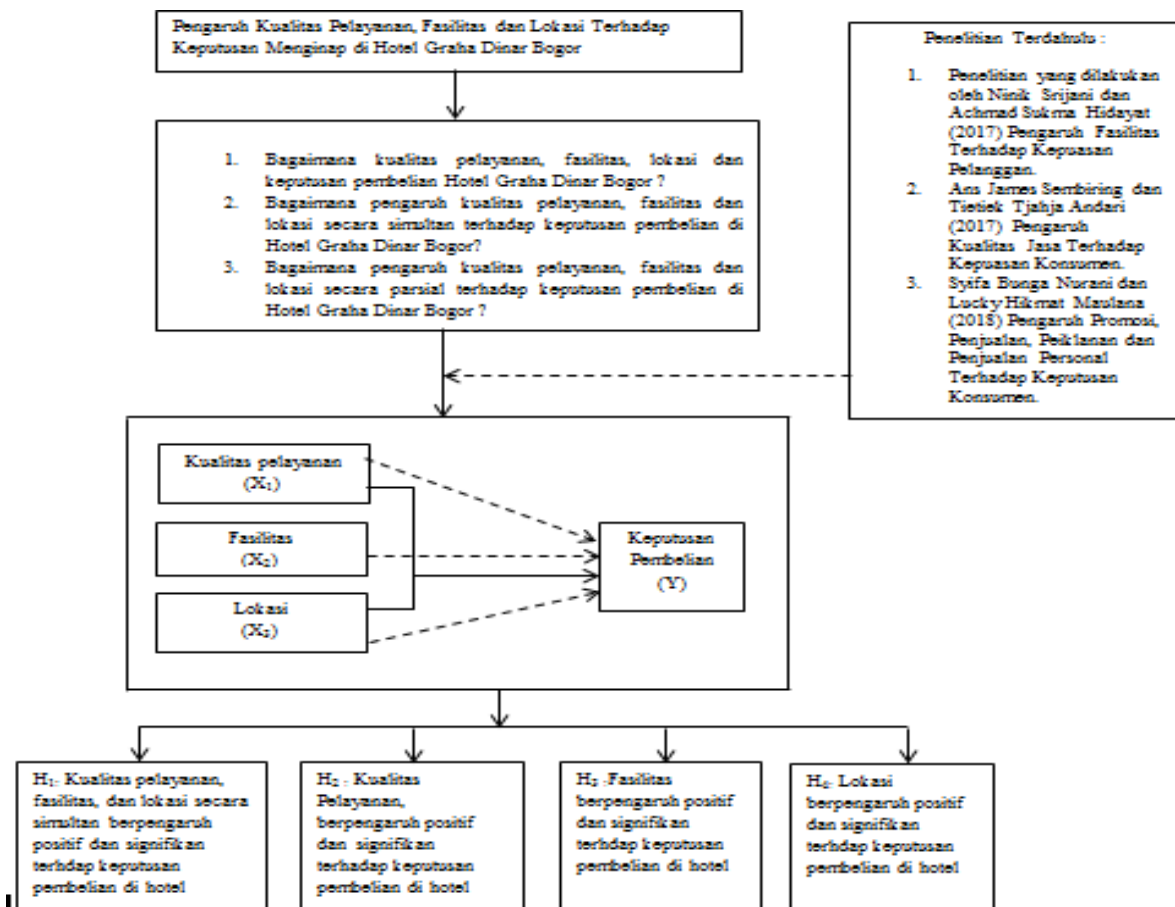 Pengaruh Kualitas Pelayanan, Fasilitas dan Lokasi Terhadap
Keputusan Menginap di Hotel Graha Dinar Bogor
1. Bagaimana kualitas pelayanan, fasilitas, lokasi dan
keputusan pembelian Hotel Graha Dinar Bogor ?
2. Bagaimana pengaruh kualitas pelayanan, fasilitas dan
lokasi secara simultan terhadap keputusan pembelian di
Hotel Graha Dinar Bogor?
3. Bagaimana pengaruh kualitas pelayanan, fasilitas dan
lokasi secara parsial terhadap keputusan pembelian di
Hotel Graha Dinar Bogor ?
Penelitian Terdahulu :
1. Penelitian yang dilakukan
oleh Ninik Srijani dan
Achmad Sukma Hidayat
(2017) Pengaruh Fasilitas
Terhadap Kepuasan
Pelanggan.
2. Ans James Sembiring dan
Tietiek Tjahja Andari
(2017) Pengaruh
Kualitas Jasa Terhadap
Kepuasan Konsumen.
3. Syifa Bunga Nurani dan
Lucky Hikmat Maulana
(2018) Pengaruh Promosi,
Penjualan, Peiklanan dan
Penjualan Personal
Terhadap Keputusan
Konsumen.
Kualitas pelayanan
(X₁)
Fasilitas
(X₂)
Lokasi
(X₃)
Keputusan
Pembelian
(Y)
H₁: Kualitas pelayanan,
fasilitas, dan lokasi secara
simultan berpengaruh
positif dan signifikan
terhdap keputusan
pembelian di hotel
H₂ : Kualitas
Pelayanan,
berpengaruh positif
dan signifikan
terhadap keputusan
pembelian di hotel
H₃ :Fasilitas
berpengaruh positif
dan signifikan
terhdap keputusan
pembelian di hotel
H₄: Lokasi
berpengaruh positif
dan signifikan
terhdap keputusan
pembelian di hotel